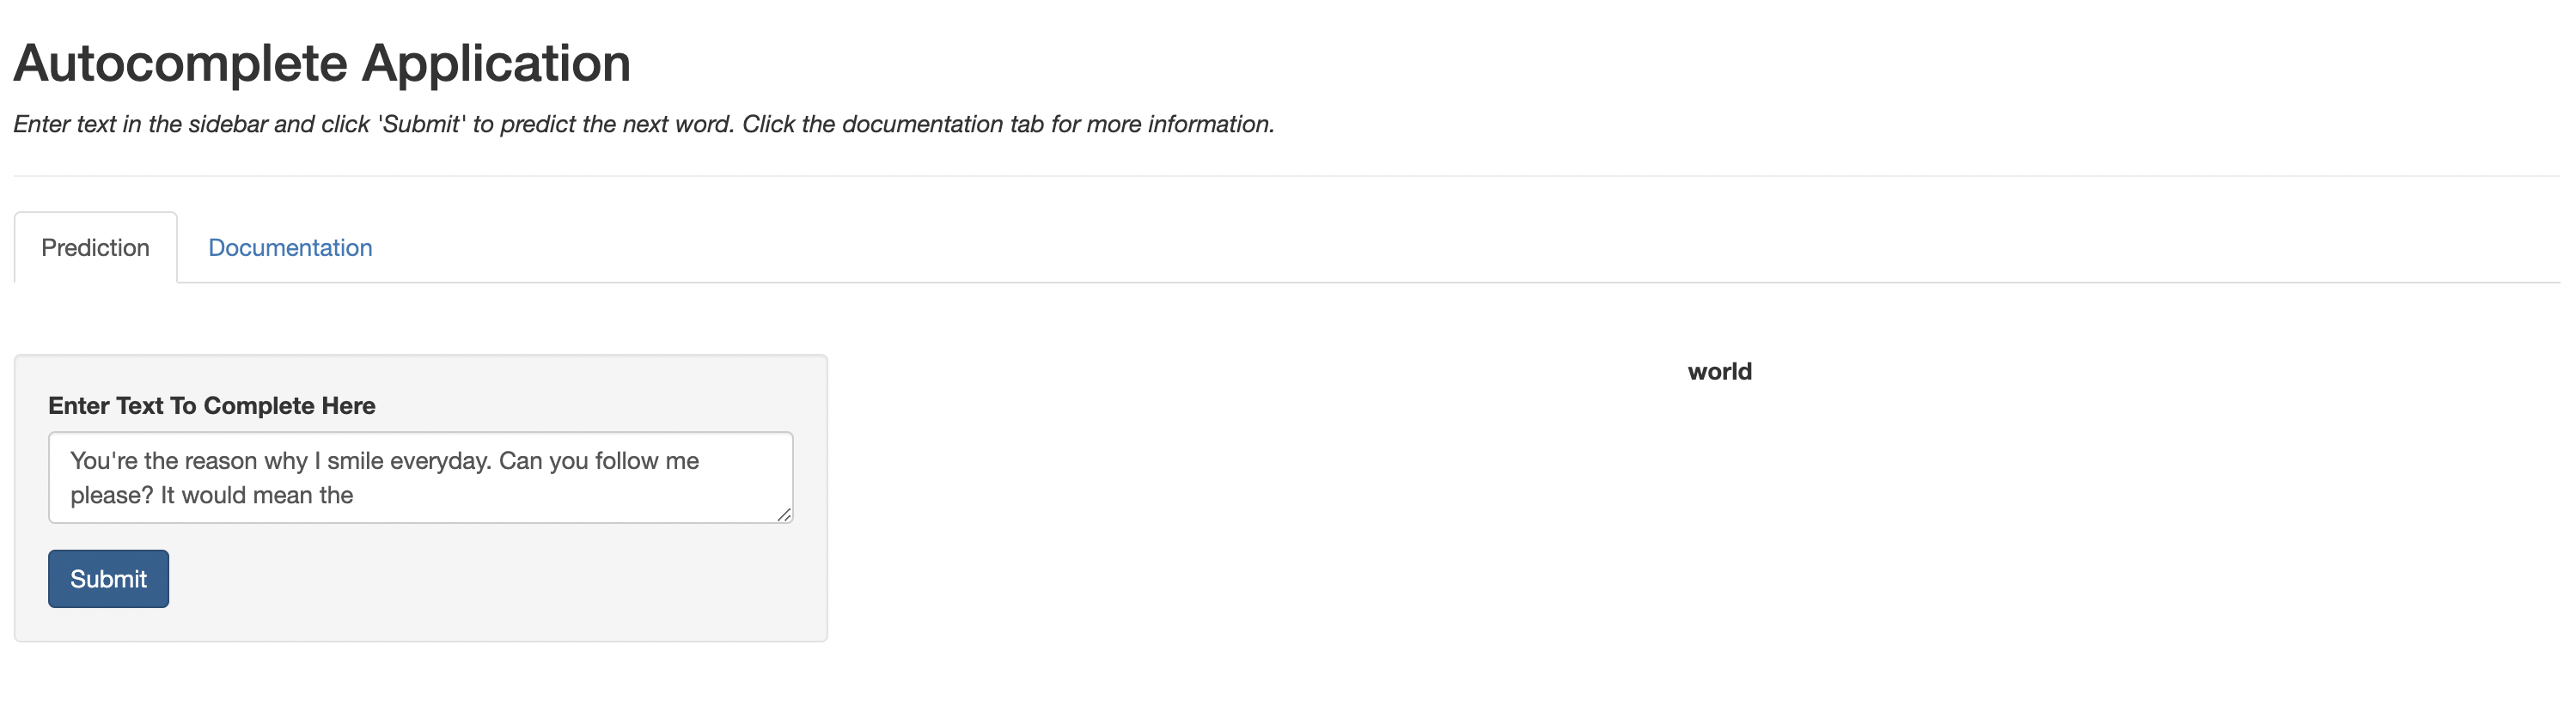 Autocomplete Application
Enter text in the sidebar and click 'Submit' to predict the next word. Click the documentation tab for more information.
Prediction
Documentation
Enter Text To Complete Here
You're the reason why I smile everyday. Can you follow me
please? It would mean the
Submit
world